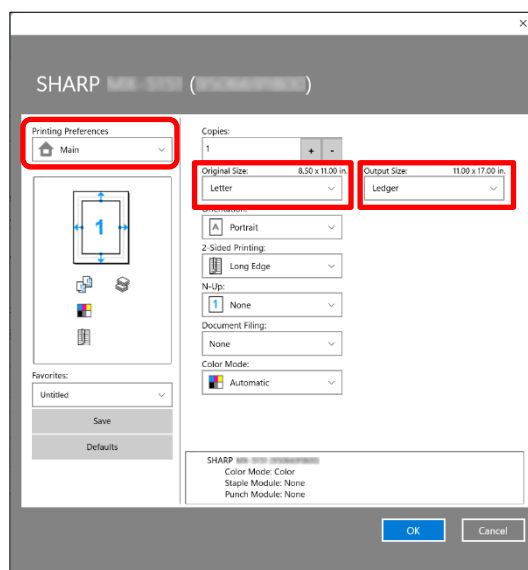 SHARP ( )
Printing Preferences
Main
1
Favorites:
Untitled
Save
Defaults
Copies:
1
+ -
Original Size: 8.50 x 11.00 in.
Letter
Output Size: 11.00 x 17.00 in.
Ledger
Orientation:
A Portrait
2-Sided Printing:
Long Edge
N-Up:
1 None
Document Filing:
None
Color Mode:
Automatic
SHARP
Color Mode: Color
Staple Module: None
Punch Module: None
OK Cancel